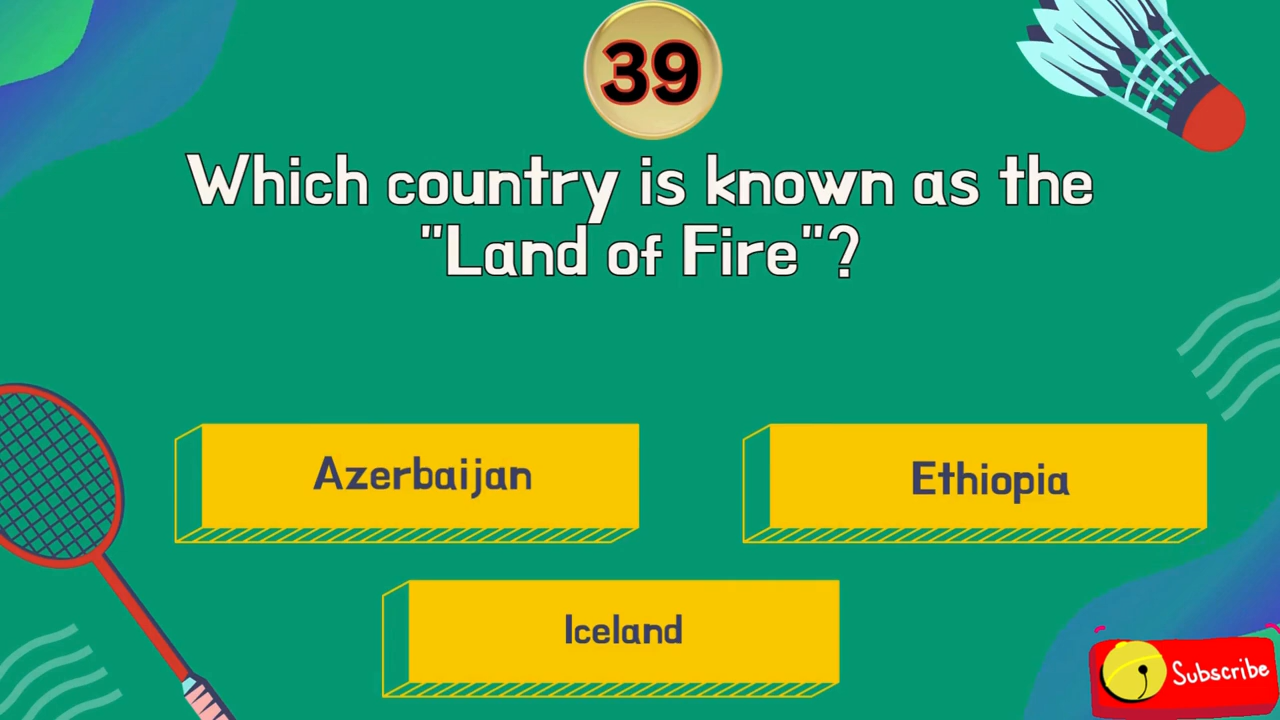 39
Which country is known as the
"Land of Fire"?
Azerbaijan
Ethiopia
Iceland
Subscribe